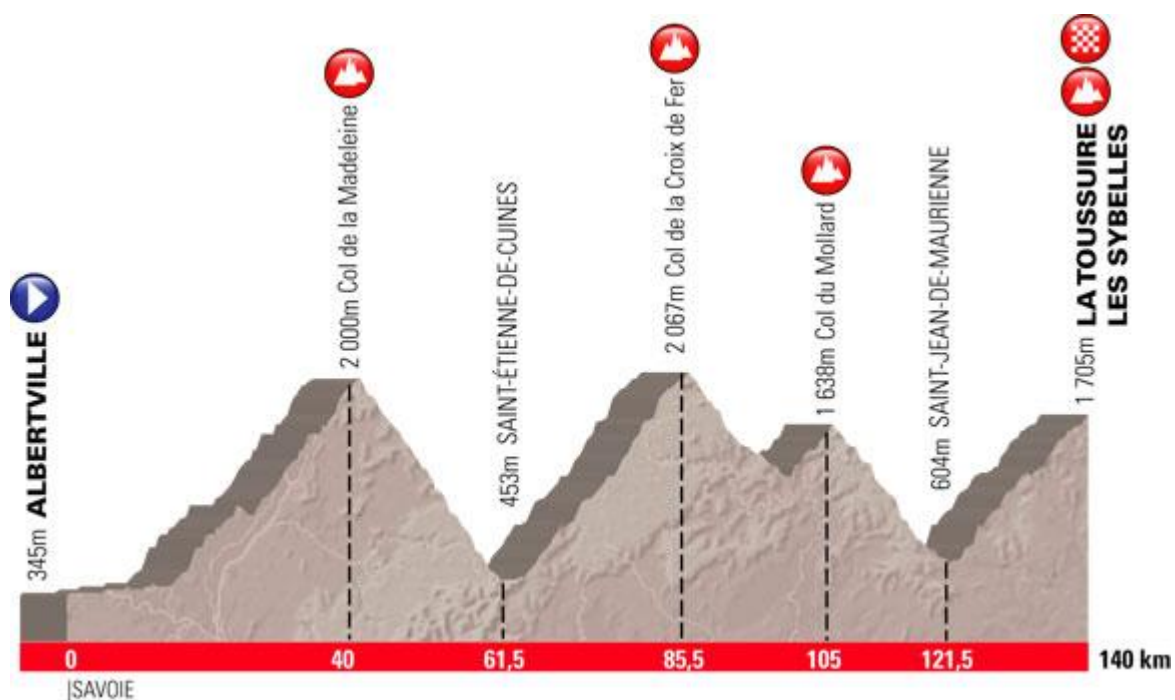 345m ALBERTVILLE
2 000m Col de la Madeleine
453m SAINT-ÉTIENNE-DE-CUINES
2 067m Col de la Croix de Fer
1 638m Col du Mollard
604m SAINT-JEAN-DE-MAURIENNE
1 705m LA TOUSSUIRE
LES SYBELLES
0 40 61,5 85,5 105 121,5 140 km
SAVOIE